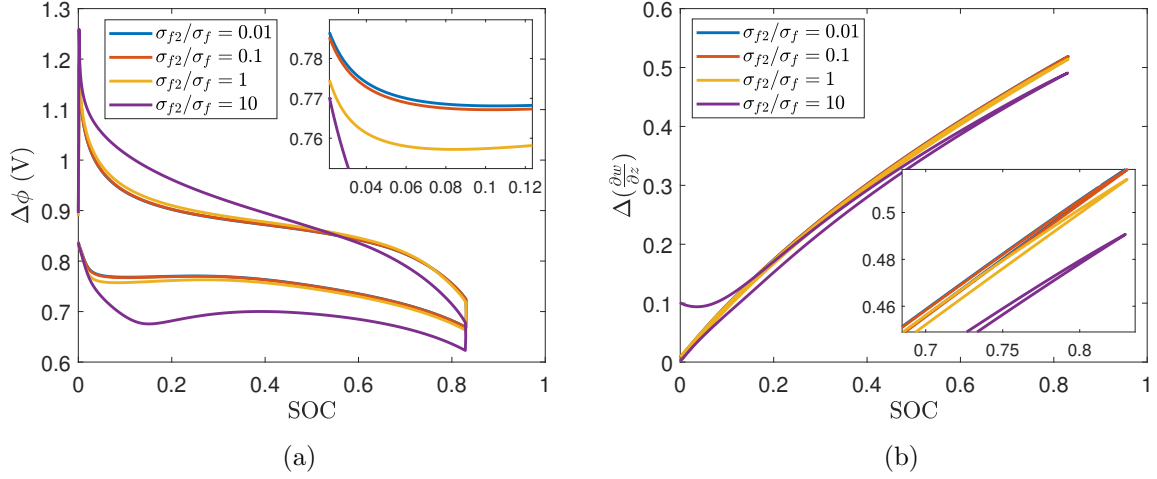 1.3
1.2
1.1
1
0.9
0.8
0.7
0.6
Δϕ (V)
σf2/σf = 0.01
σf2/σf = 0.1
σf2/σf = 1
σf2/σf = 10
0.78
0.77
0.76
0.04 0.06 0.08 0.1 0.12
0 0.2 0.4 0.6 0.8 1
SOC
(a)
0.6
0.5
0.4
0.3
0.2
0.1
0
Δ(∂w/∂z)
σf2/σf = 0.01
σf2/σf = 0.1
σf2/σf = 1
σf2/σf = 10
0.5
0.48
0.46
0.7 0.75 0.8
0 0.2 0.4 0.6 0.8 1
SOC
(b)